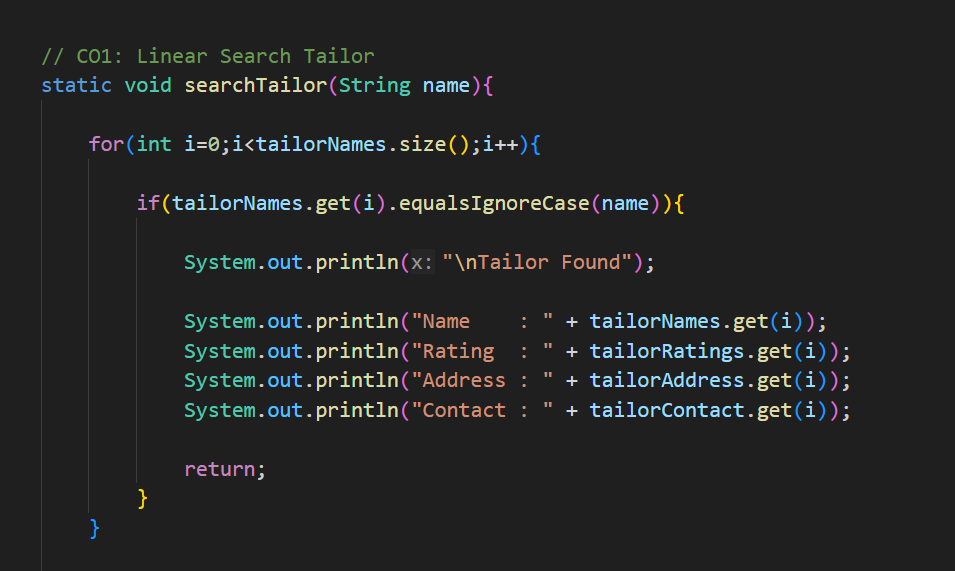 // CO1: Linear Search Tailor
static void searchTailor(String name){
for(int i=0;i<tailorNames.size();i++){
if(tailorNames.get(i).equalsIgnoreCase(name)){
System.out.println(x: "\nTailor Found");
System.out.println("Name    : " + tailorNames.get(i));
System.out.println("Rating  : " + tailorRatings.get(i));
System.out.println("Address : " + tailorAddress.get(i));
System.out.println("Contact : " + tailorContact.get(i));
return;
}
}